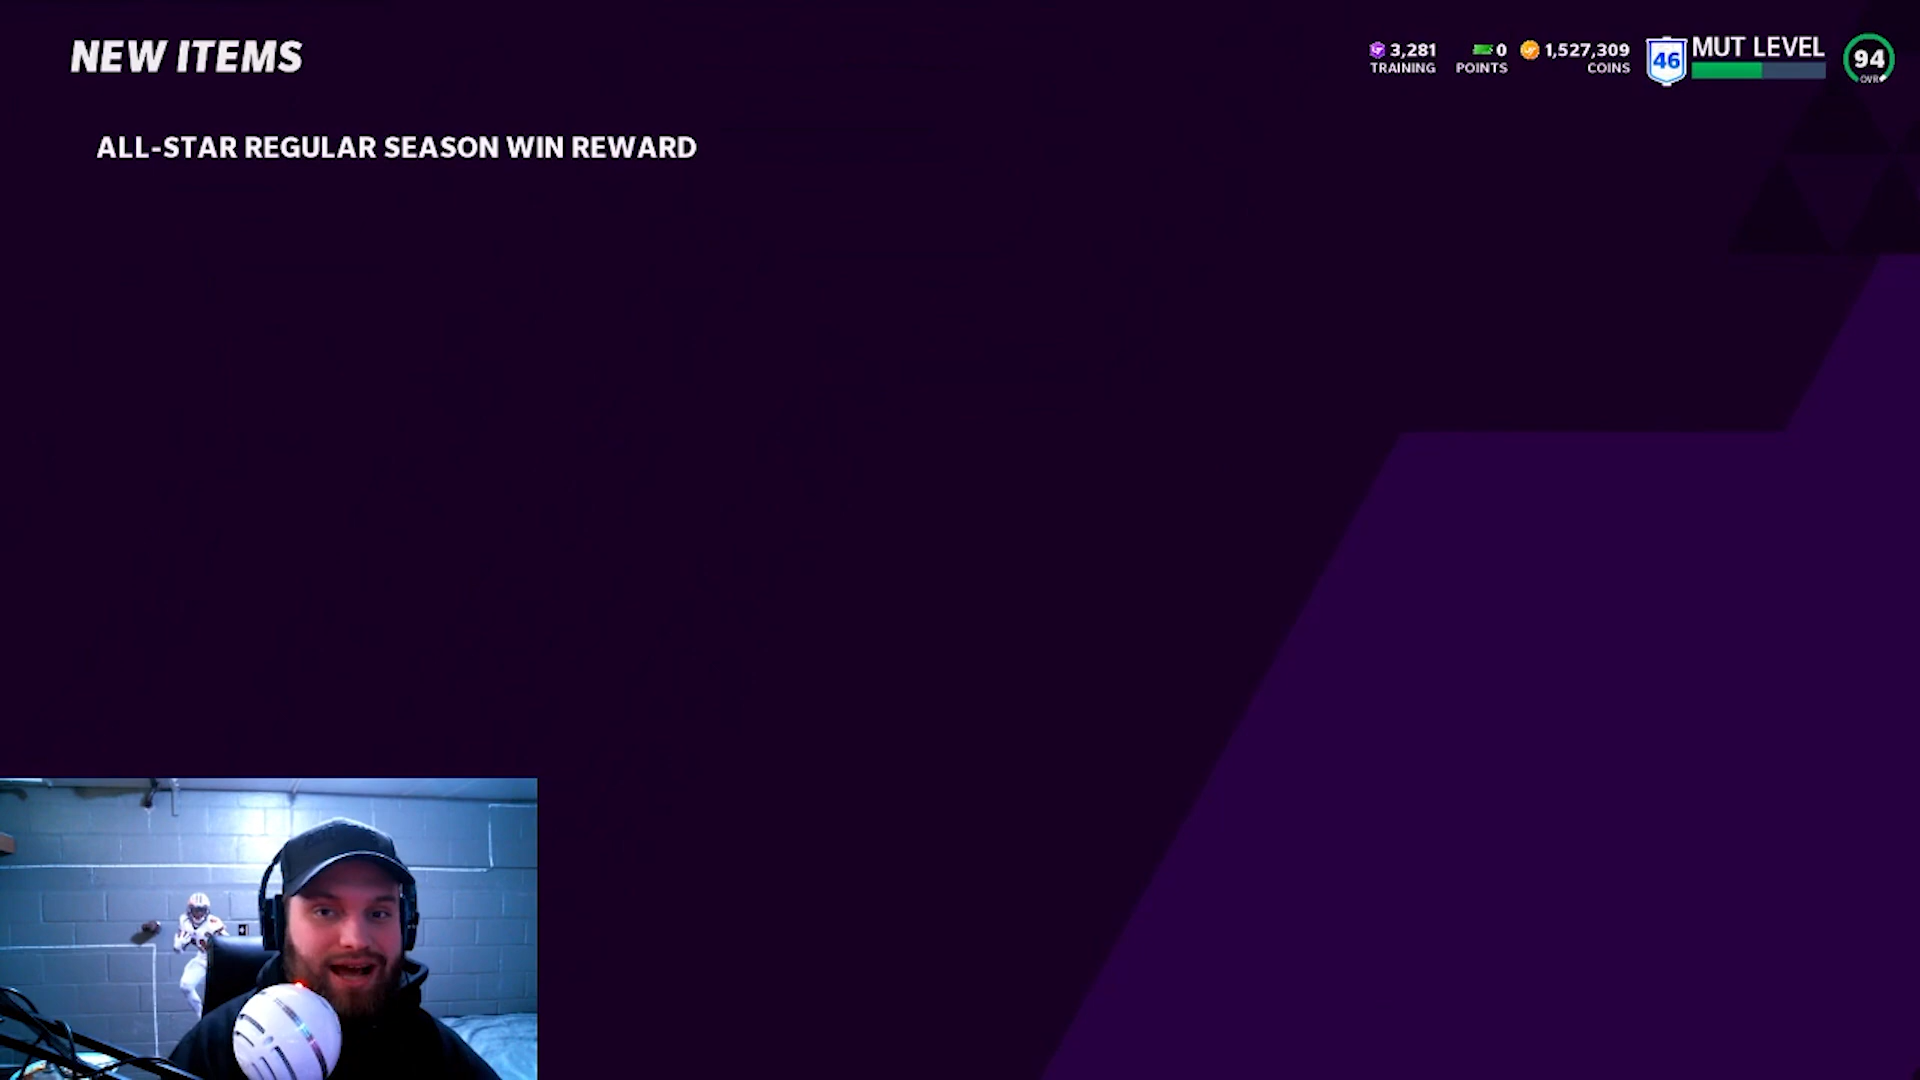 NEW ITEMS
3,281
TRAINING
0
POINTS
1,527,309
COINS
46
MUT LEVEL
94
OVR
ALL-STAR REGULAR SEASON WIN REWARD